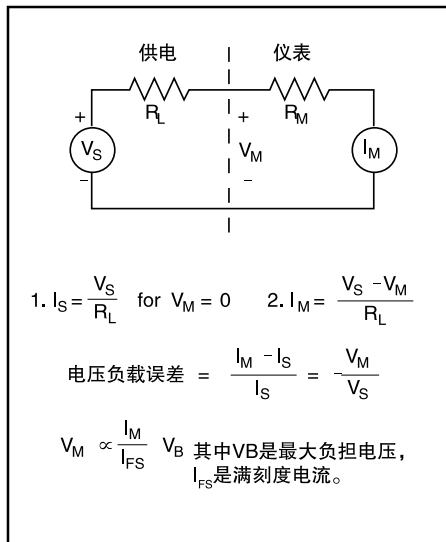 供电 仪表
R_L R_M
+ +
V_S V_M I_M
– –
1. I_S = V_S / R_L for V_M = 0 2. I_M = V_S – V_M / R_L
电压负载误差 = I_M – I_S / I_S = – V_M / V_S
V_M ∝ I_M / I_FS V_B 其中VB是最大负担电压，
I_FS是满刻度电流。